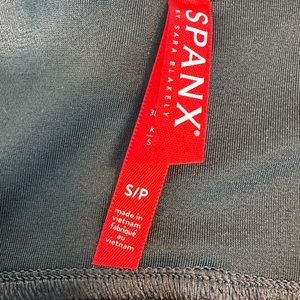 SPANX®
BY SARA BLAKELY
S/P
made in
vietnam
fabriqué
au
vietnam